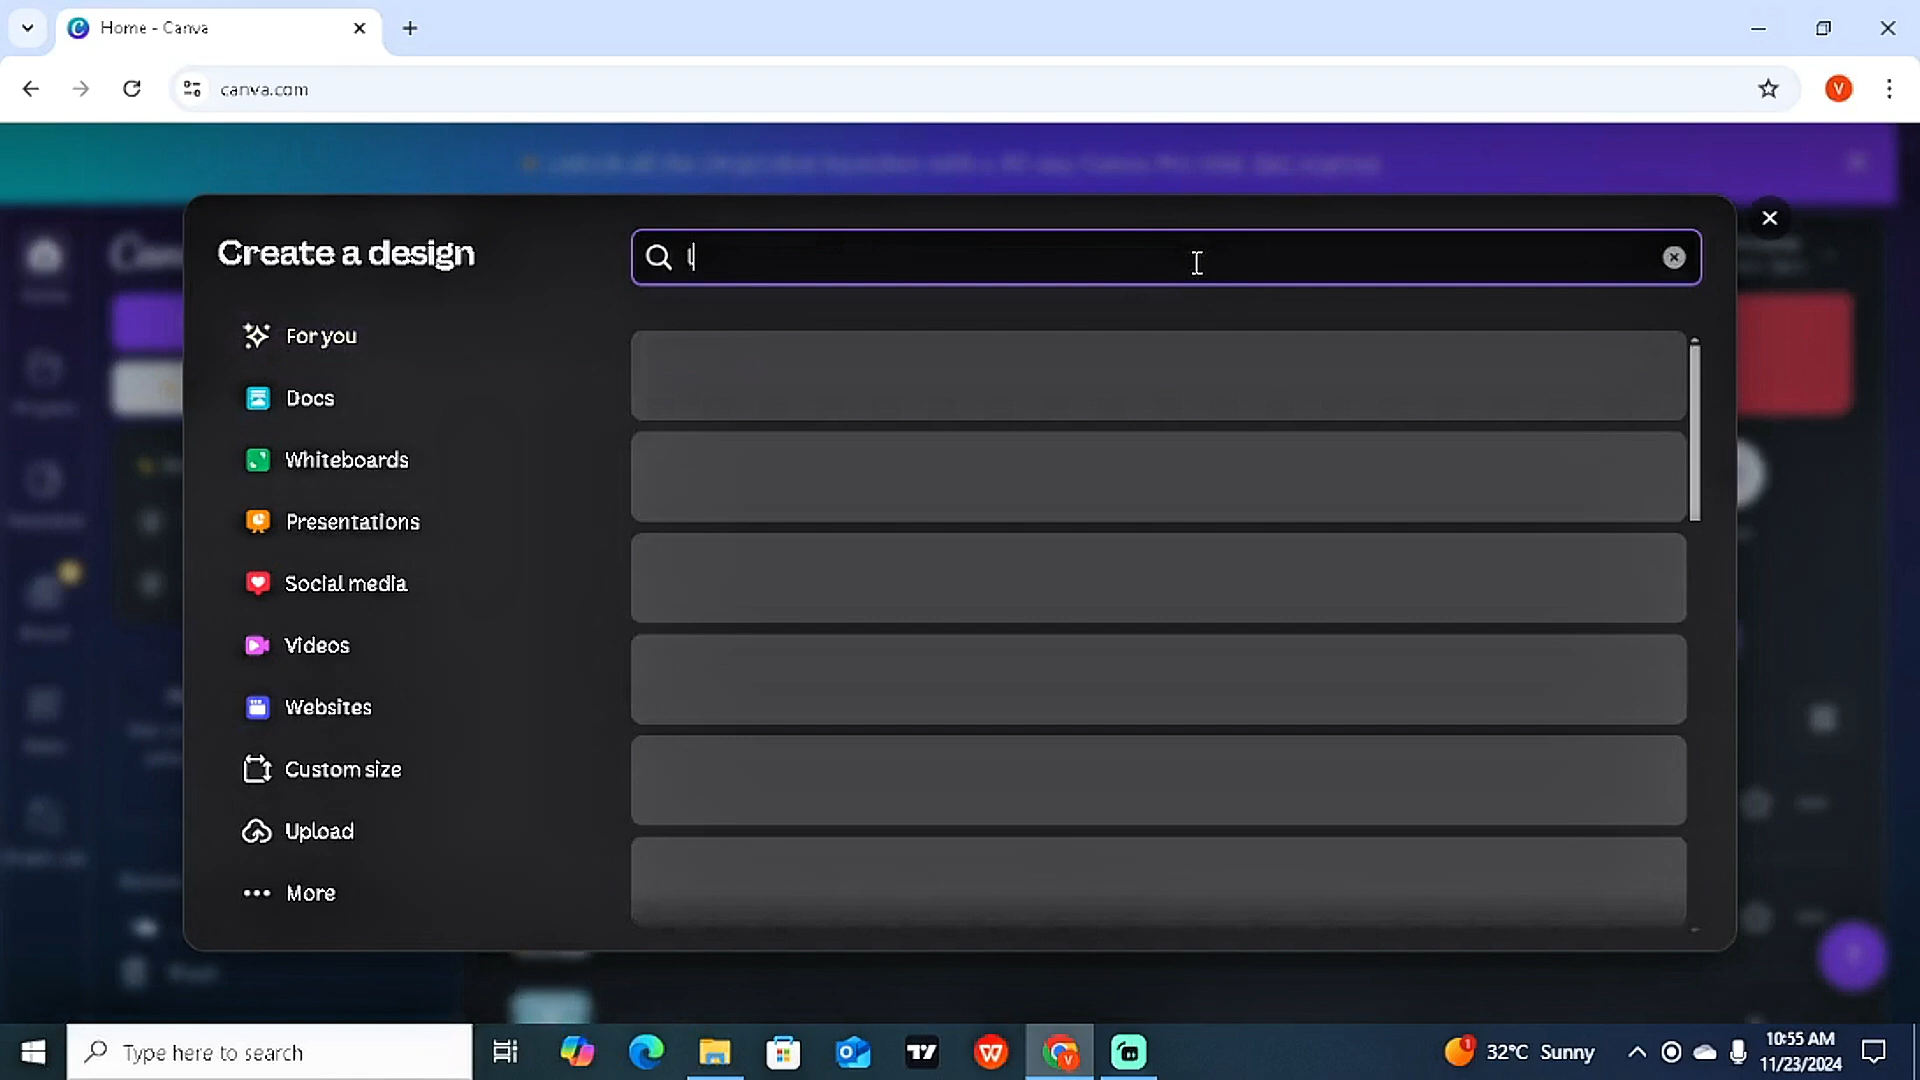 Home - Canva
canva.com
Create a design
l
For you
Docs
Whiteboards
Presentations
Social media
Videos
Websites
Custom size
Upload
More
Type here to search
32°C Sunny
10:55 AM
11/23/2024